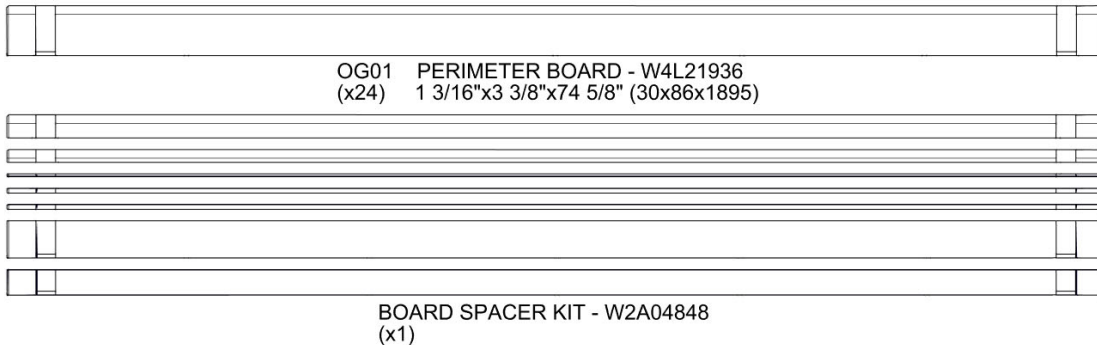 OG01 PERIMETER BOARD - W4L21936
(x24) 1 3/16"x3 3/8"x74 5/8" (30x86x1895)
BOARD SPACER KIT - W2A04848
(x1)